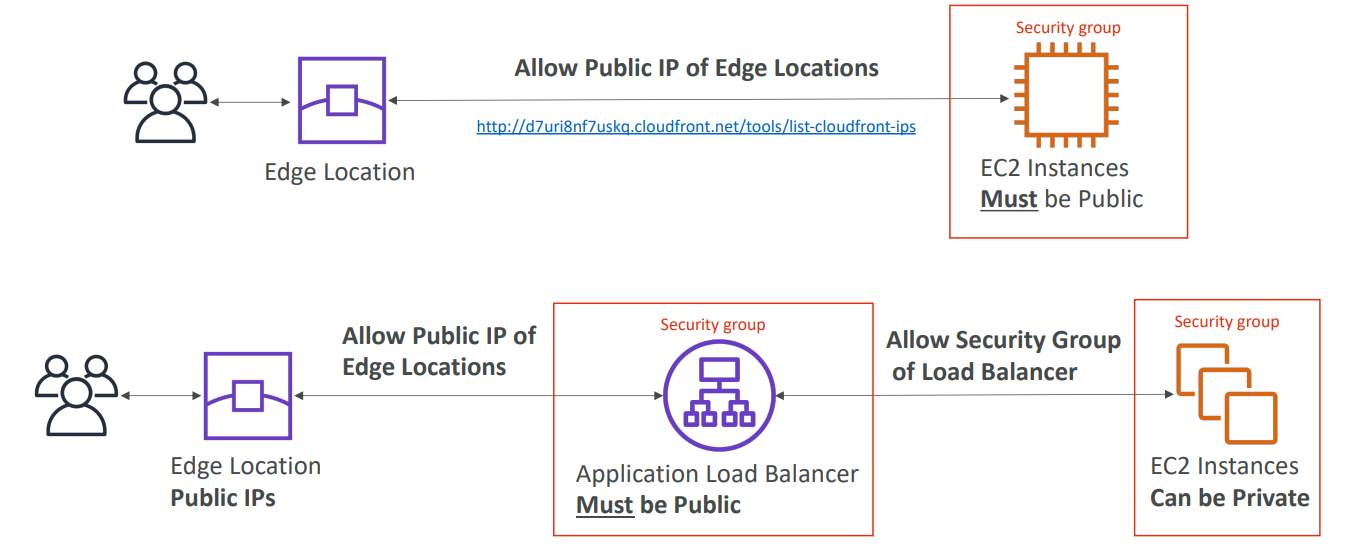 Security group
Allow Public IP of Edge Locations
http://d7uri8nf7uskq.cloudfront.net/tools/list-cloudfront-ips
Edge Location
EC2 Instances
Must be Public
Allow Public IP of
Edge Locations
Security group
Allow Security Group
of Load Balancer
Security group
Edge Location
Public IPs
Application Load Balancer
Must be Public
EC2 Instances
Can be Private